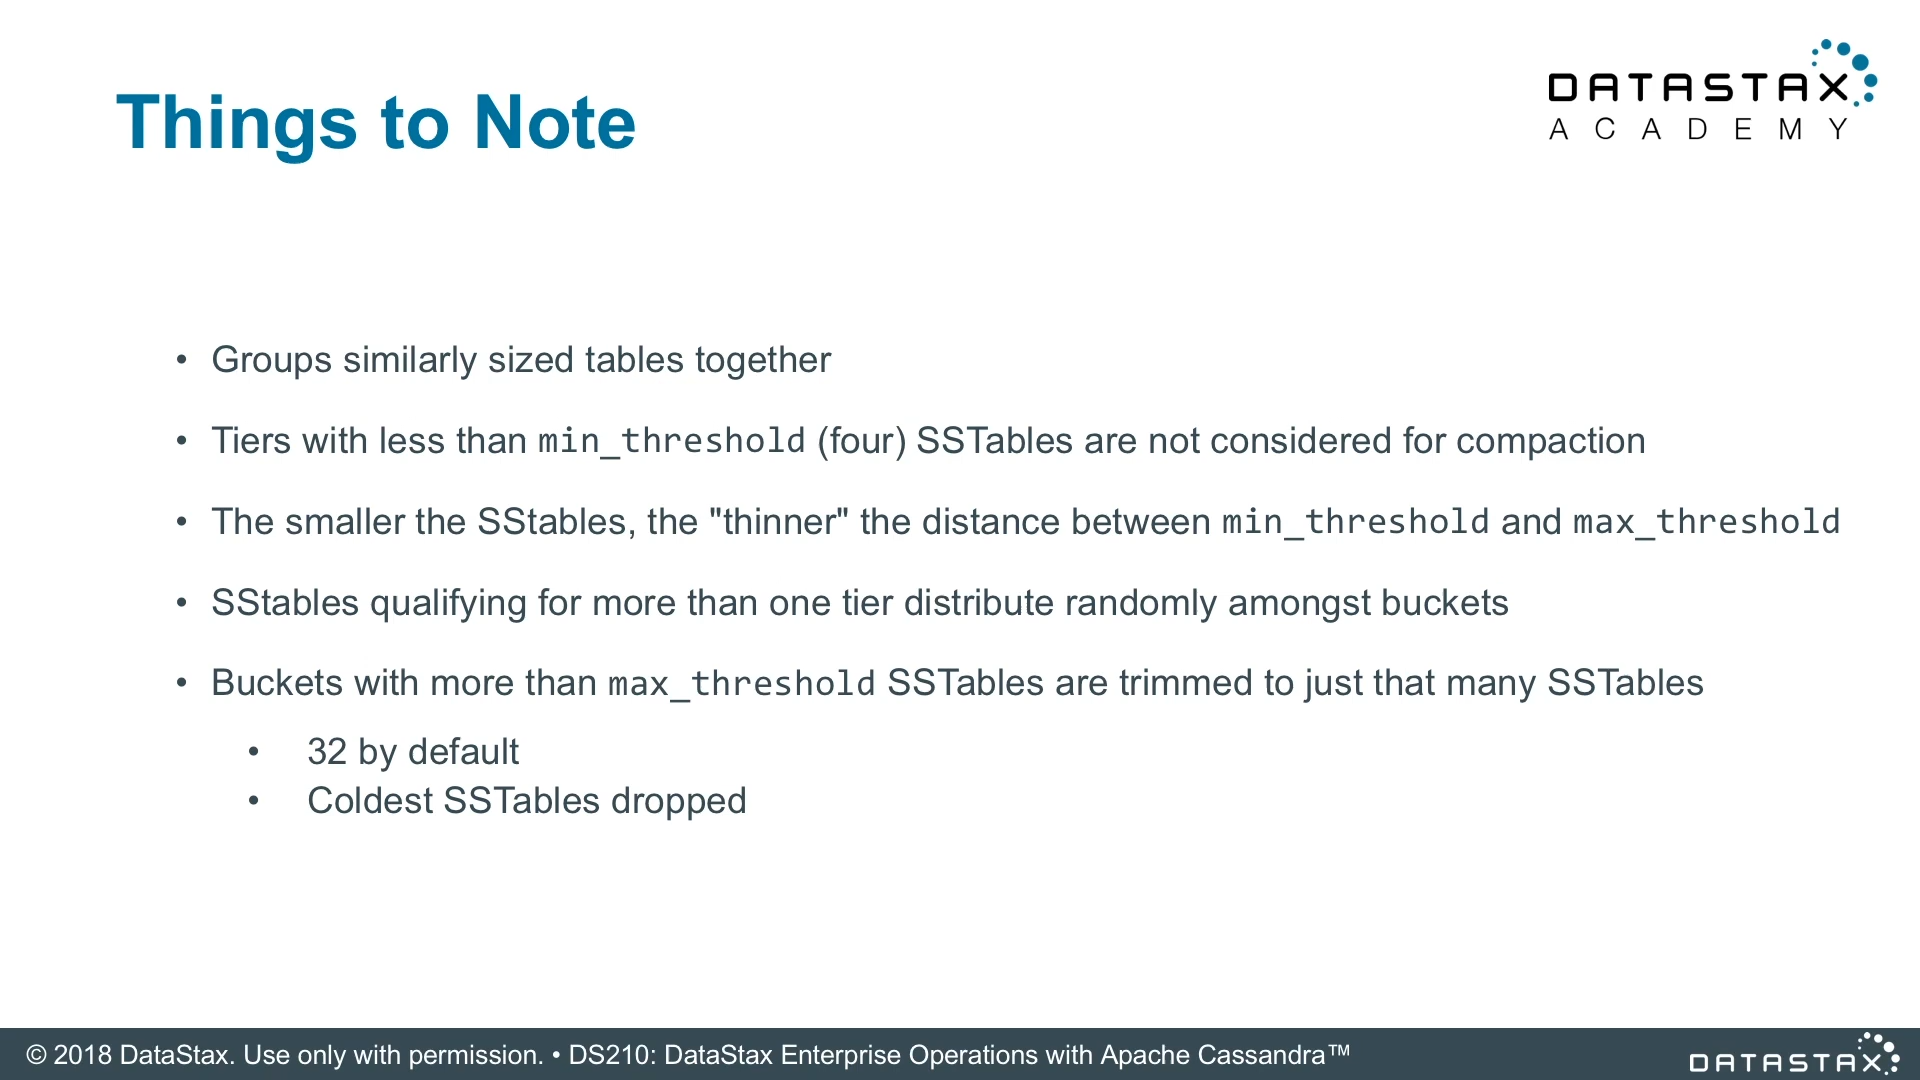 Things to Note
DATASTAX
ACADEMY
• Groups similarly sized tables together
• Tiers with less than min_threshold (four) SSTables are not considered for compaction
• The smaller the SStables, the "thinner" the distance between min_threshold and max_threshold
• SStables qualifying for more than one tier distribute randomly amongst buckets
• Buckets with more than max_threshold SSTables are trimmed to just that many SSTables
• 32 by default
• Coldest SSTables dropped
© 2018 DataStax. Use only with permission. • DS210: DataStax Enterprise Operations with Apache Cassandra™
DATASTAX